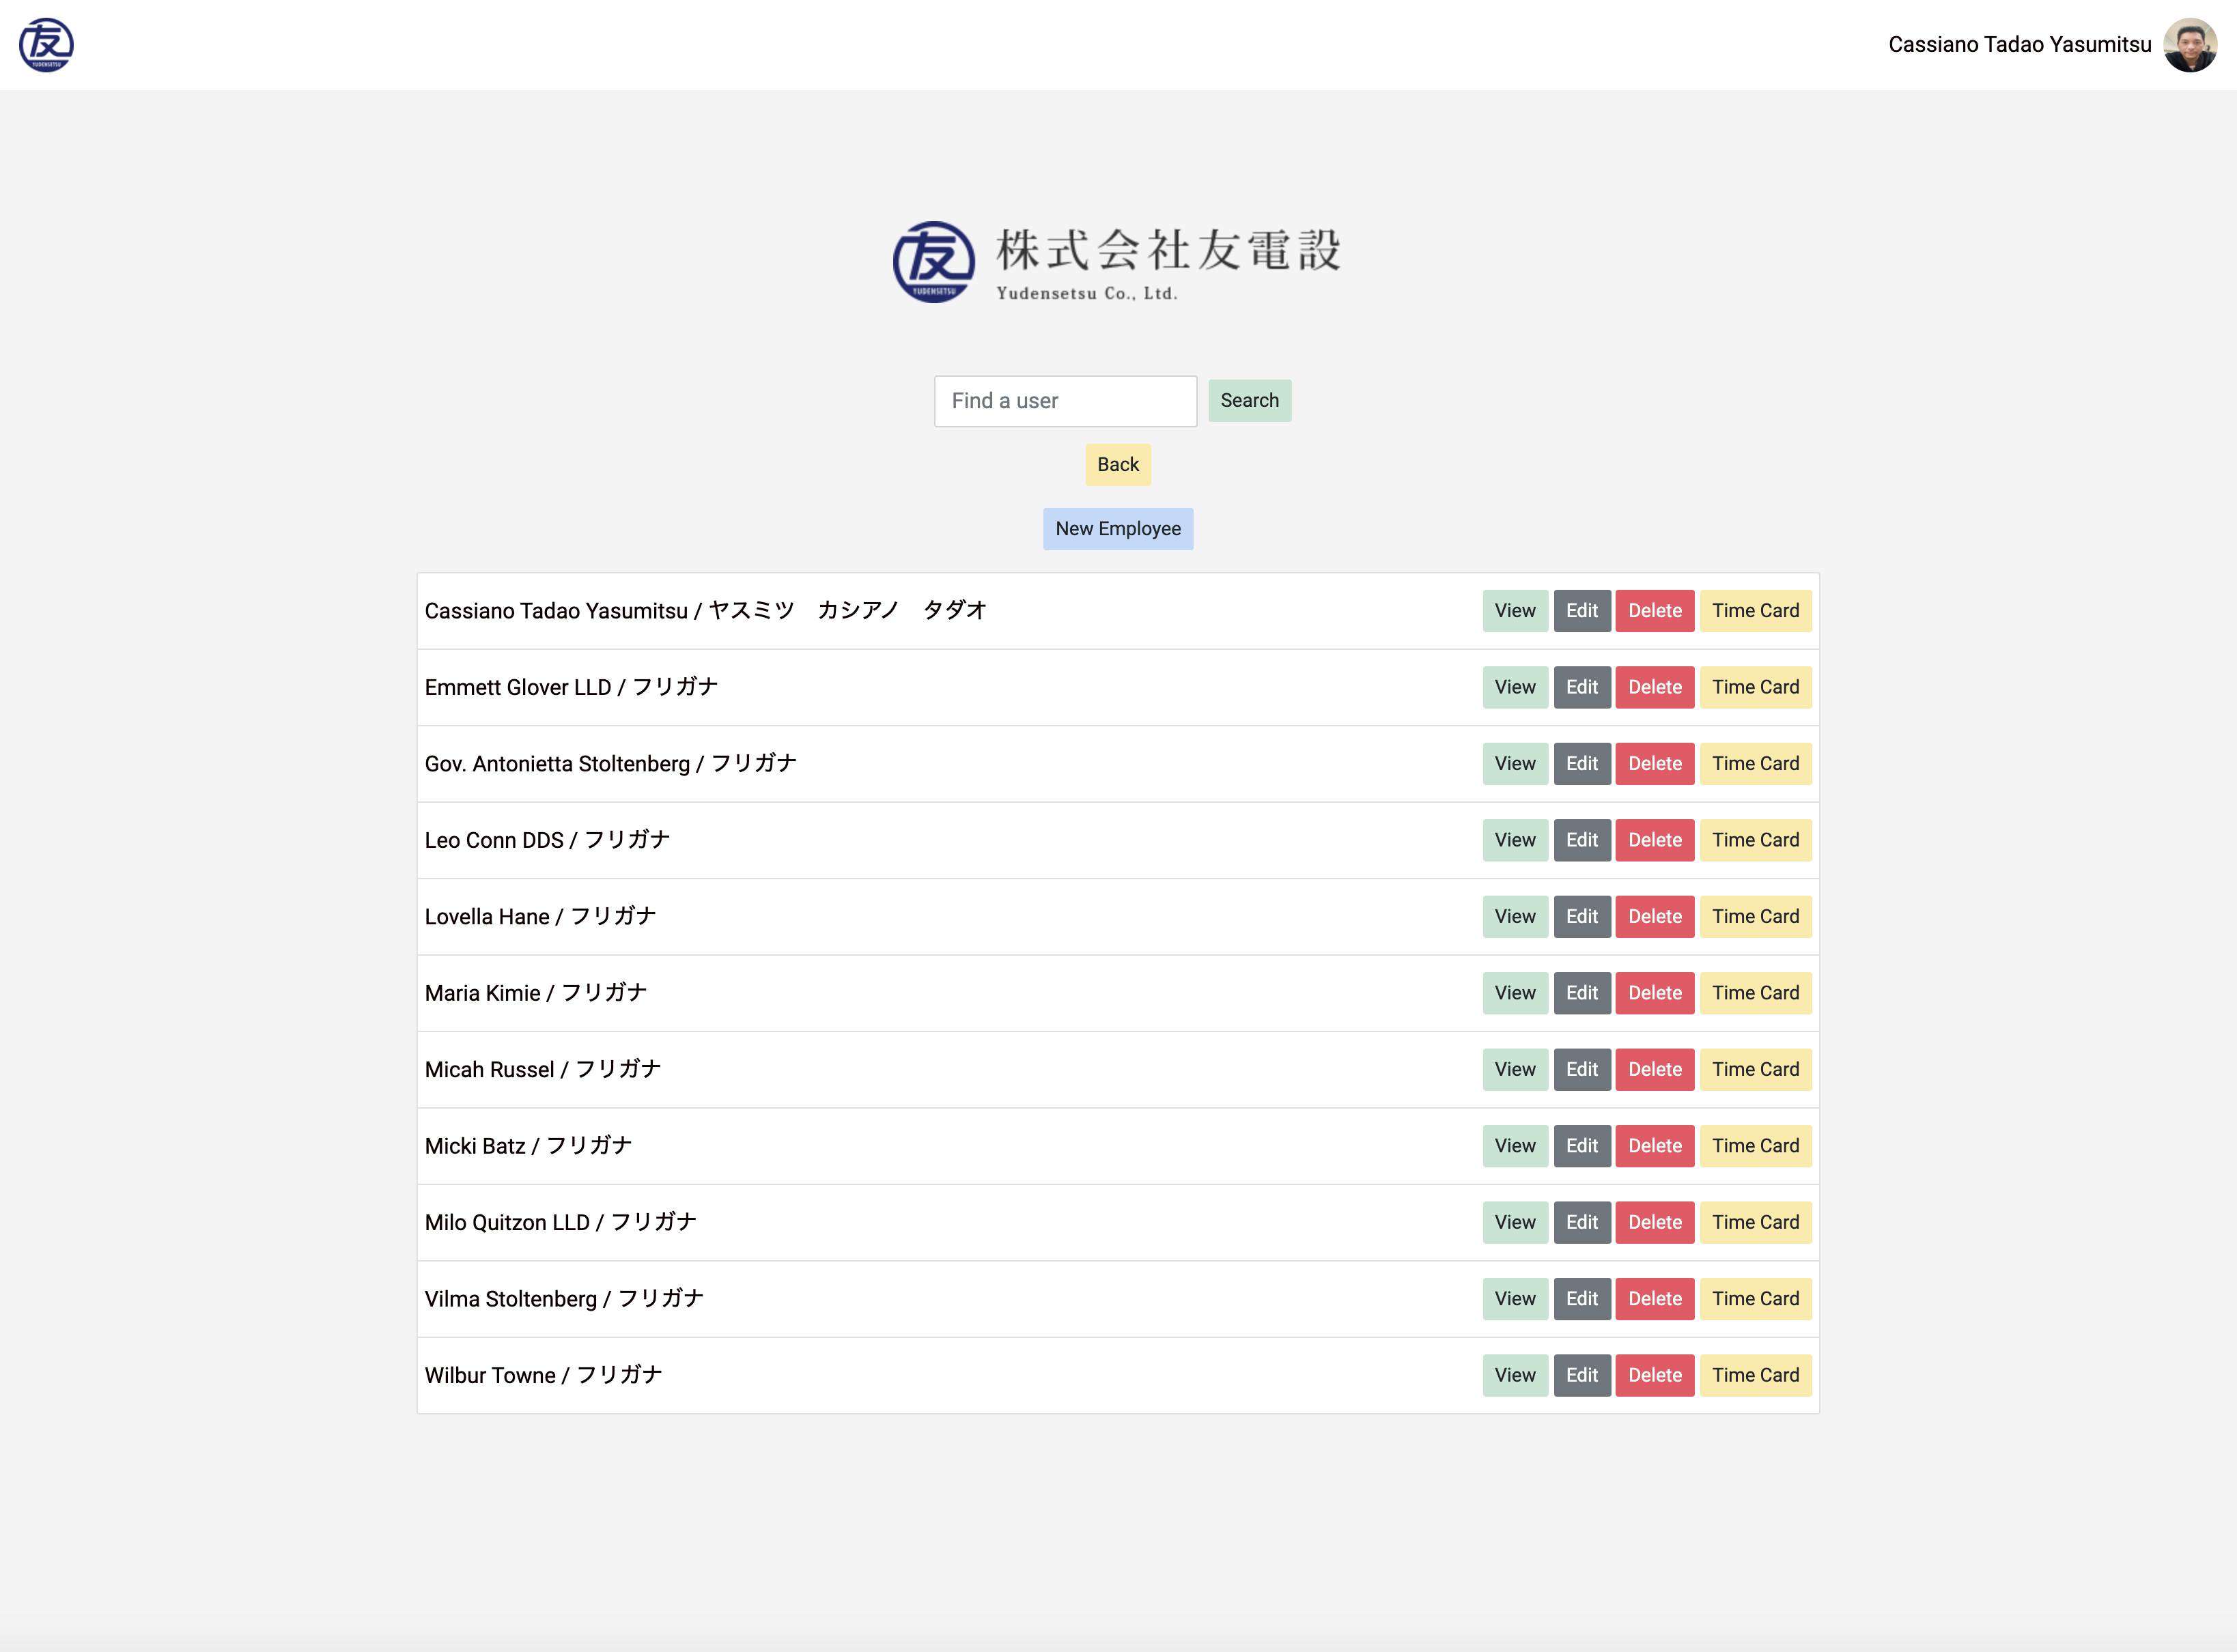 友 YUDENSETSU
Cassiano Tadao Yasumitsu
友 YUDENSETSU
株式会社友電設
Yudensetsu Co., Ltd.
Find a user Search
Back
New Employee
Cassiano Tadao Yasumitsu / ヤスミツ　カシアノ　タダオ View Edit Delete Time Card
Emmett Glover LLD / フリガナ View Edit Delete Time Card
Gov. Antonietta Stoltenberg / フリガナ View Edit Delete Time Card
Leo Conn DDS / フリガナ View Edit Delete Time Card
Lovella Hane / フリガナ View Edit Delete Time Card
Maria Kimie / フリガナ View Edit Delete Time Card
Micah Russel / フリガナ View Edit Delete Time Card
Micki Batz / フリガナ View Edit Delete Time Card
Milo Quitzon LLD / フリガナ View Edit Delete Time Card
Vilma Stoltenberg / フリガナ View Edit Delete Time Card
Wilbur Towne / フリガナ View Edit Delete Time Card